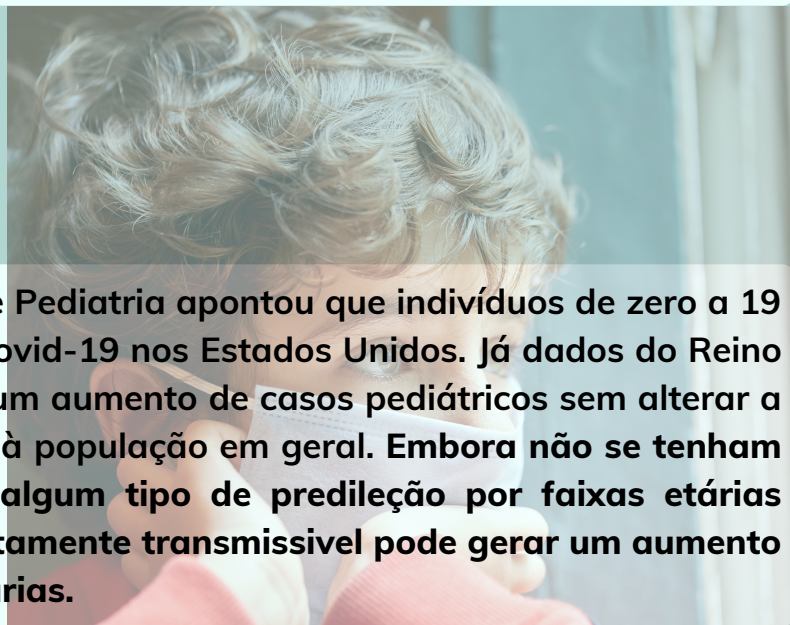 Pediatria apontou que indivíduos de zero a 19
ovid-19 nos Estados Unidos. Já dados do Reino
um aumento de casos pediátricos sem alterar a
à população em geral. Embora não se tenham
algum tipo de predileção por faixas etárias
tamente transmissivel pode gerar um aumento
rias.